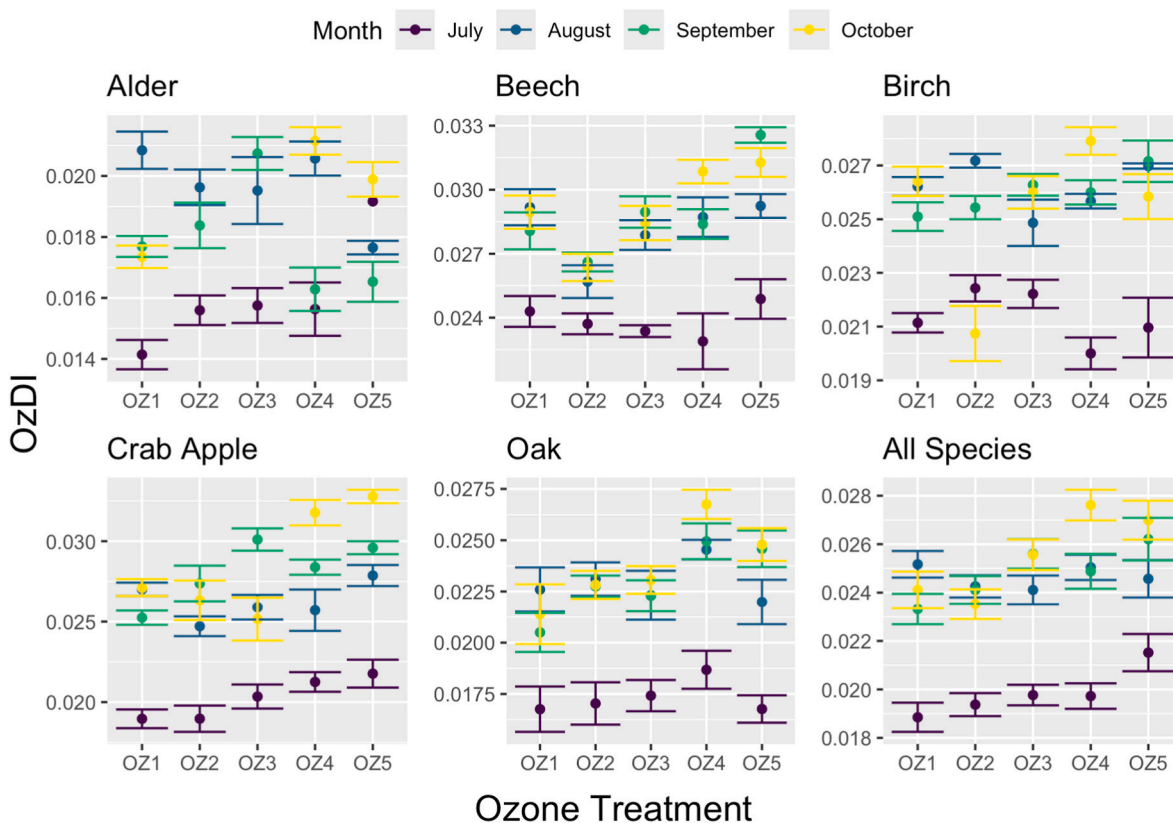 Month July August September October
Alder
Beech
Birch
0.020
0.018
0.016
0.014
0.033
0.030
0.027
0.024
0.027
0.025
0.023
0.021
0.019
OZ1 OZ2 OZ3 OZ4 OZ5
OZ1 OZ2 OZ3 OZ4 OZ5
OZ1 OZ2 OZ3 OZ4 OZ5
OzDI
Crab Apple
Oak
All Species
0.030
0.025
0.020
0.0275
0.0250
0.0225
0.0200
0.0175
0.028
0.026
0.024
0.022
0.020
0.018
OZ1 OZ2 OZ3 OZ4 OZ5
OZ1 OZ2 OZ3 OZ4 OZ5
OZ1 OZ2 OZ3 OZ4 OZ5
Ozone Treatment